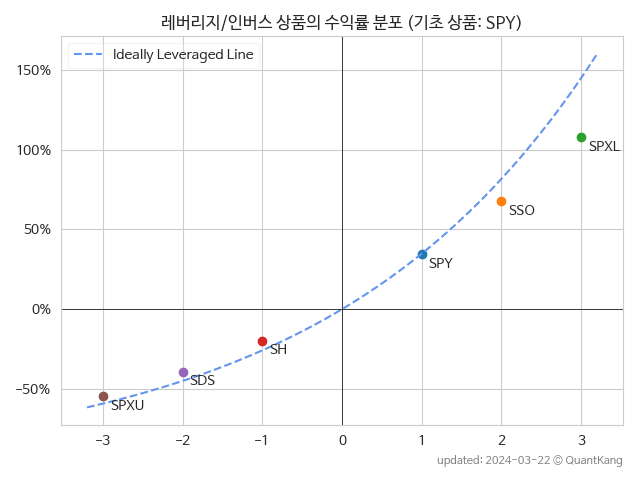 레버리지/인버스 상품의 수익률 분포 (기초 상품: SPY)
Ideally Leveraged Line
150%
100%
50%
0%
−50%
SPXL
SSO
SPY
SH
SDS
SPXU
−3 −2 −1 0 1 2 3
updated: 2024-03-22 © QuantKang